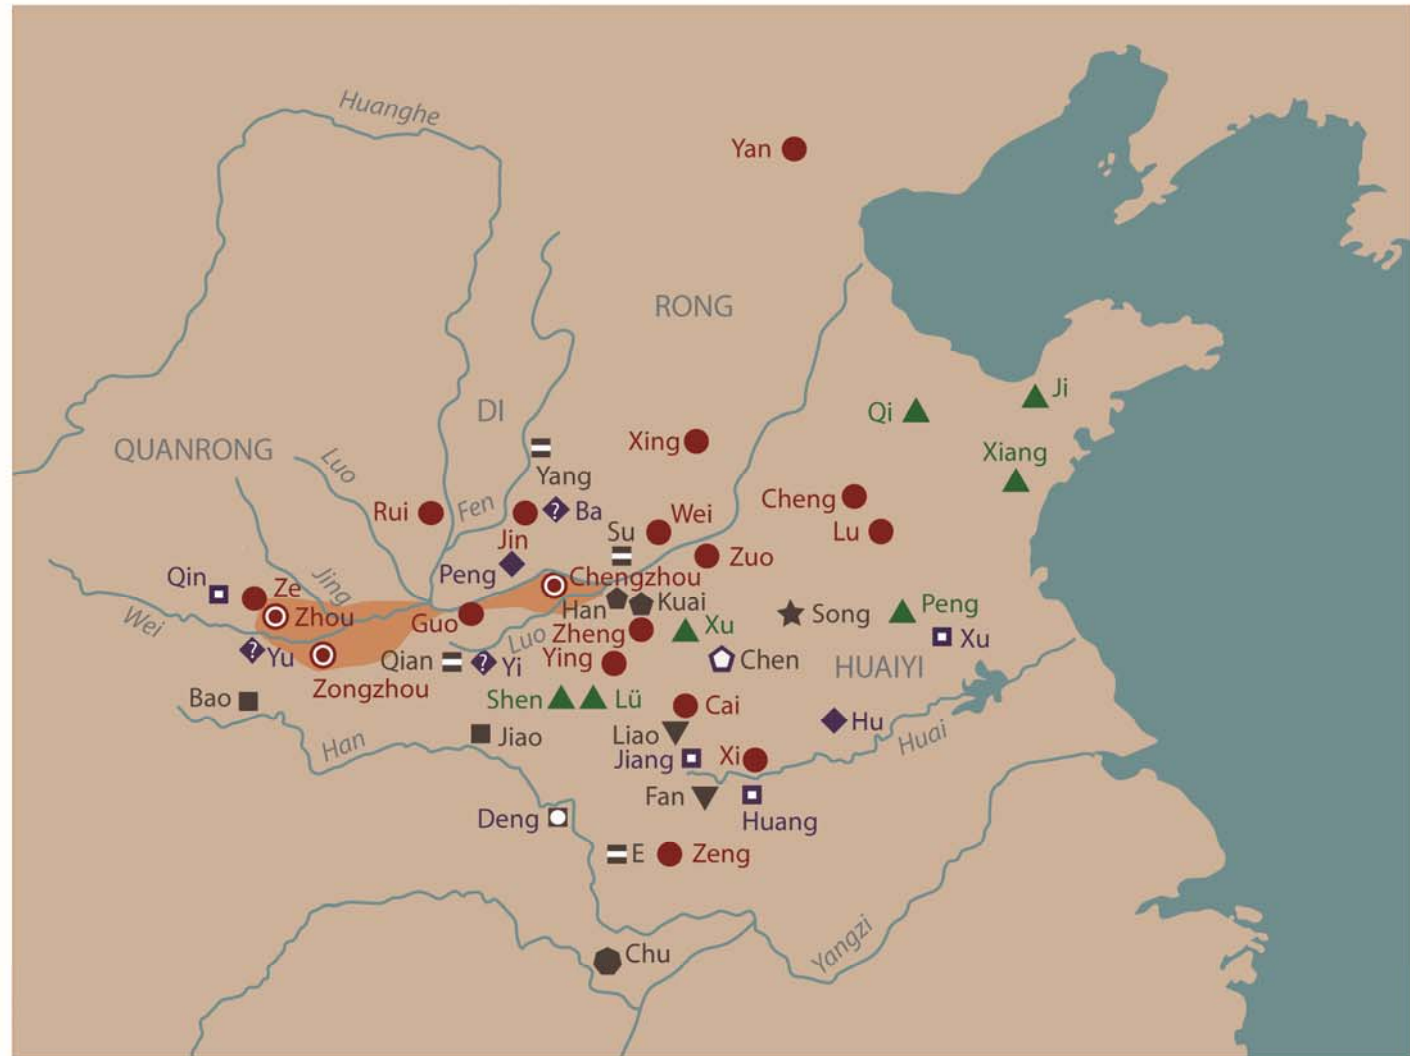 Huanghe
Yan
RONG
Ji
Qi
DI
Xing
QUANRONG
Xiang
Luo
Yang
Cheng
Fen
Rui
Ba
Wei
Su
Lu
Jin
Zuo
Peng
Qin
Jing
Chengzhou
Ze
Han
Kuai
Peng
Zhou
Song
Wei
Guo
Luo
Zheng
Xu
Xu
Yu
Qian
Yi
Ying
Chen
HUAIYI
Zongzhou
Bao
Shen
Lü
Cai
Hu
Han
Jiao
Liao
Huai
Jiang
Xi
Fan
Deng
Huang
E
Zeng
Yangzi
Chu
?
?
?